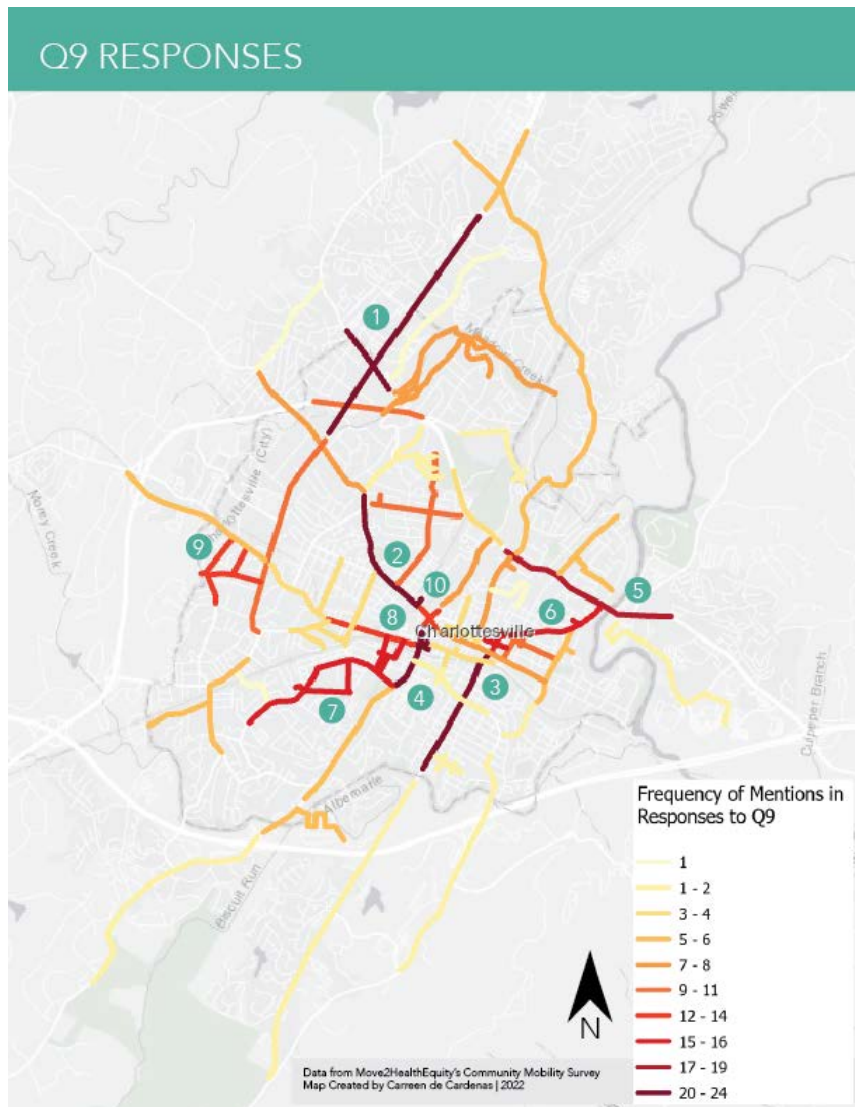 Q9 RESPONSES
Powell
1
Meadow Creek
Charlottesville (City)
Morey Creek
9
2
10
5
6
8
Charlottesville
3
4
7
Culpeper Branch
Albemarle
Biscuit Run
Frequency of Mentions in
Responses to Q9
1
1 - 2
3 - 4
5 - 6
7 - 8
9 - 11
12 - 14
15 - 16
17 - 19
20 - 24
N
Data from Move2HealthEquity's Community Mobility Survey
Map Created by Carreen de Cardenas | 2022